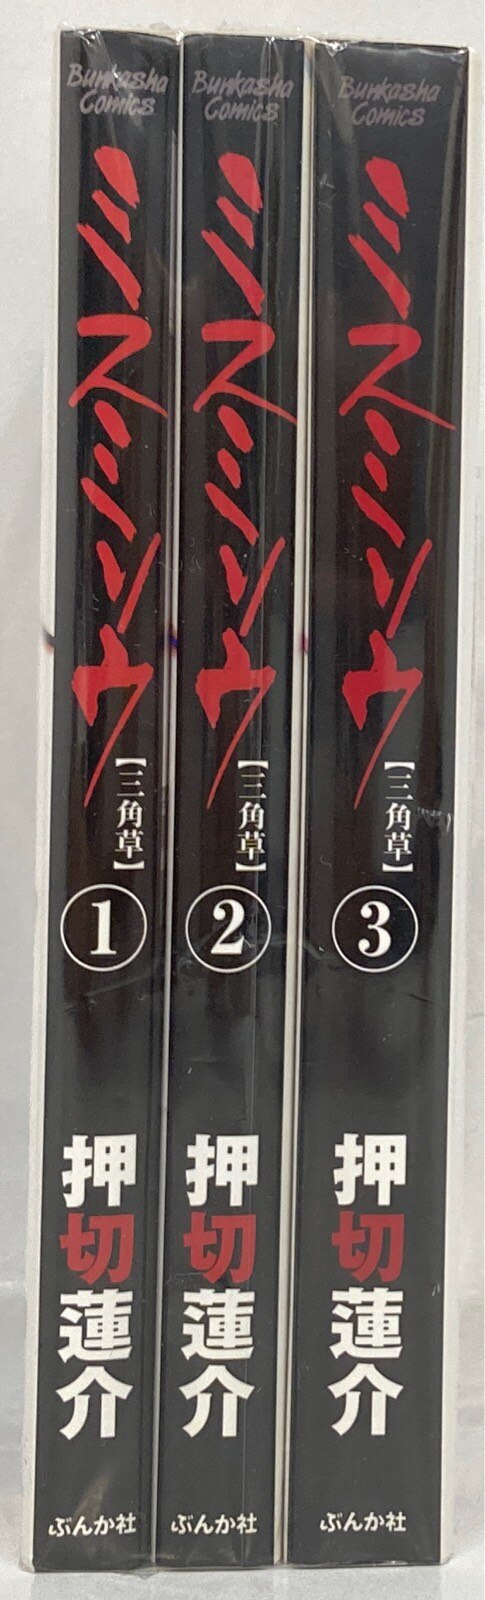 Bunkasha
Comics
ミスミソウ
【三角草】
1
押切蓮介
ぶんか社
Bunkasha
Comics
ミスミソウ
【三角草】
2
押切蓮介
ぶんか社
Bunkasha
Comics
ミスミソウ
【三角草】
3
押切蓮介
ぶんか社